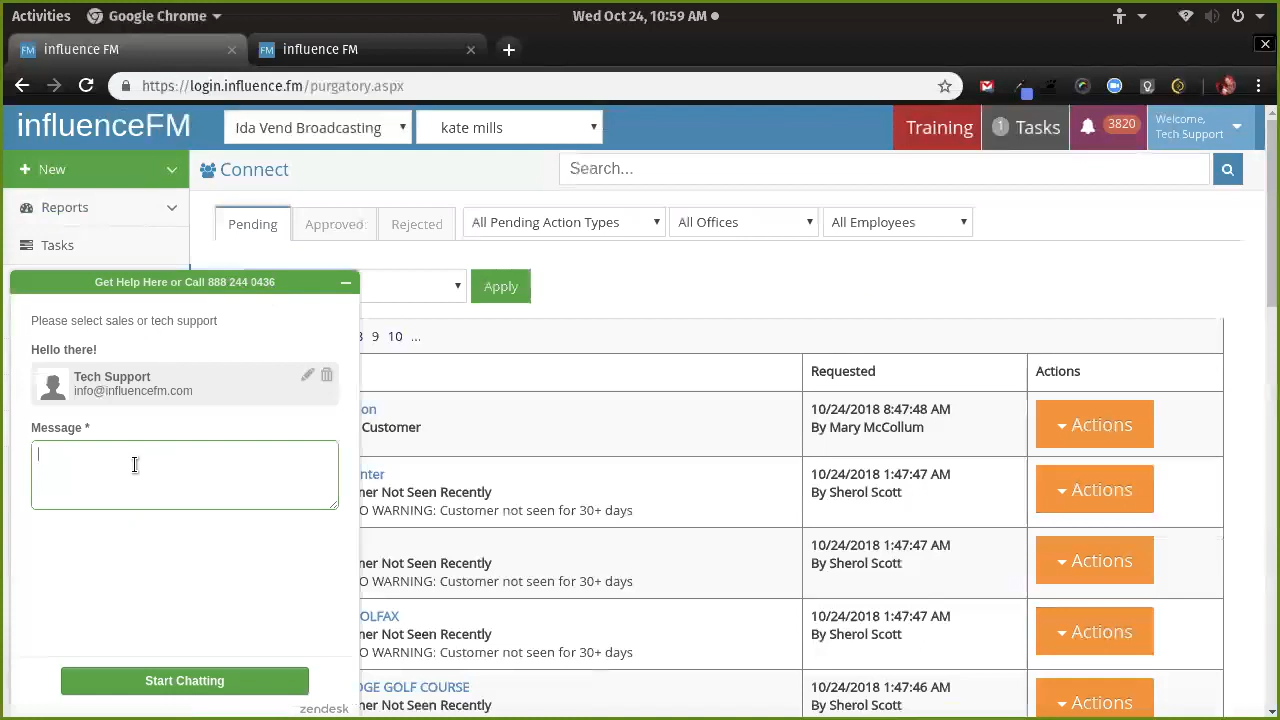 Activities Google Chrome Wed Oct 24, 10:59 AM
FM influence FM FM influence FM
https://login.influence.fm/purgatory.aspx
influenceFM Ida Vend Broadcasting kate mills Training 1 Tasks 3820 Welcome,
Tech Support
New Connect Search...
Reports
Pending Approved Rejected All Pending Action Types All Offices All Employees
Tasks
Get Help Here or Call 888 244 0436
Apply
Please select sales or tech support
9 10 ...
Hello there!
Requested Actions
Tech Support
info@influencefm.com
on 10/24/2018 8:47:48 AM Actions
Customer By Mary McCollum
Message *
nter 10/24/2018 1:47:47 AM Actions
ner Not Seen Recently By Sherol Scott
O WARNING: Customer not seen for 30+ days
10/24/2018 1:47:47 AM Actions
ner Not Seen Recently By Sherol Scott
O WARNING: Customer not seen for 30+ days
OLFAX 10/24/2018 1:47:47 AM Actions
ner Not Seen Recently By Sherol Scott
O WARNING: Customer not seen for 30+ days
Start Chatting
DGE GOLF COURSE 10/24/2018 1:47:46 AM Actions
ner Not Seen Recently By Sherol Scott
zendesk